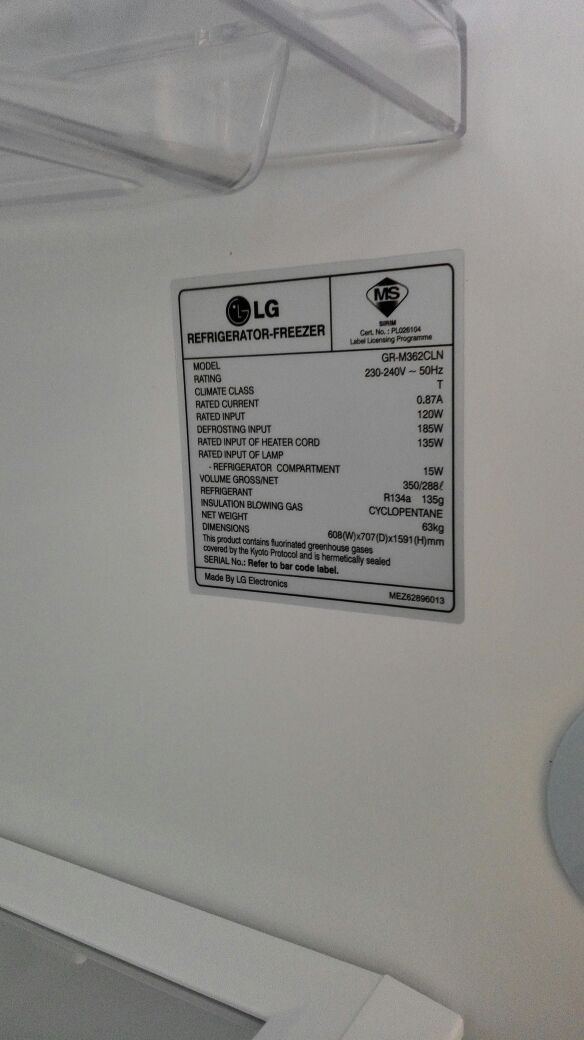 LG
REFRIGERATOR-FREEZER
MS
SIRIM
Cert. No. : PL026104
Label Licensing Programme
MODEL GR-M362CLN
RATING 230-240V ~ 50Hz
CLIMATE CLASS T
RATED CURRENT 0.87A
RATED INPUT 120W
DEFROSTING INPUT 185W
RATED INPUT OF HEATER CORD 135W
RATED INPUT OF LAMP
- REFRIGERATOR COMPARTMENT 15W
VOLUME GROSS/NET 350/288ℓ
REFRIGERANT R134a 135g
INSULATION BLOWING GAS CYCLOPENTANE
NET WEIGHT 63kg
DIMENSIONS 608(W)x707(D)x1591(H)mm
This product contains fluorinated greenhouse gases
covered by the Kyoto Protocol and is hermetically sealed
SERIAL No.: Refer to bar code label.
Made By LG Electronics MEZ62896013